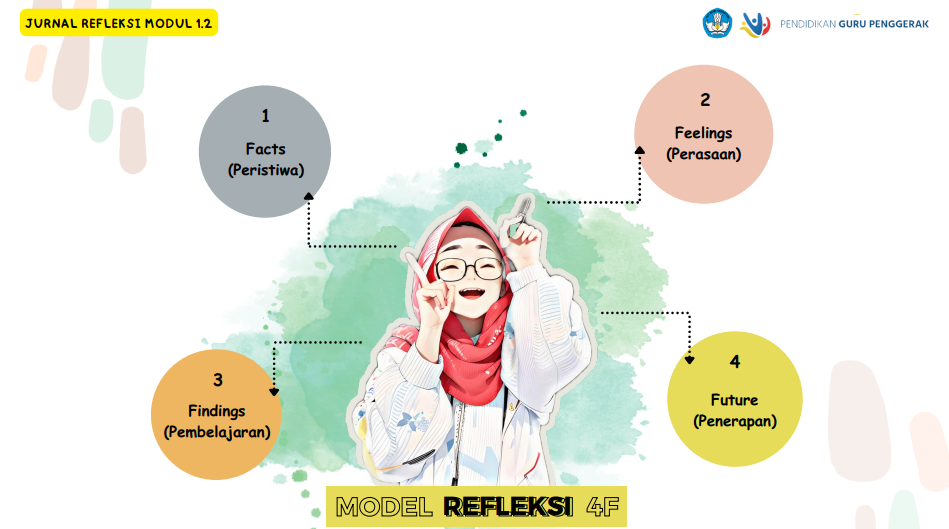 JURNAL REFLEKSI MODUL 1.2
PENDIDIKAN GURU PENGGERAK
1
Facts
(Peristiwa)
2
Feelings
(Perasaan)
3
Findings
(Pembelajaran)
4
Future
(Penerapan)
MODEL REFLEKSI 4F